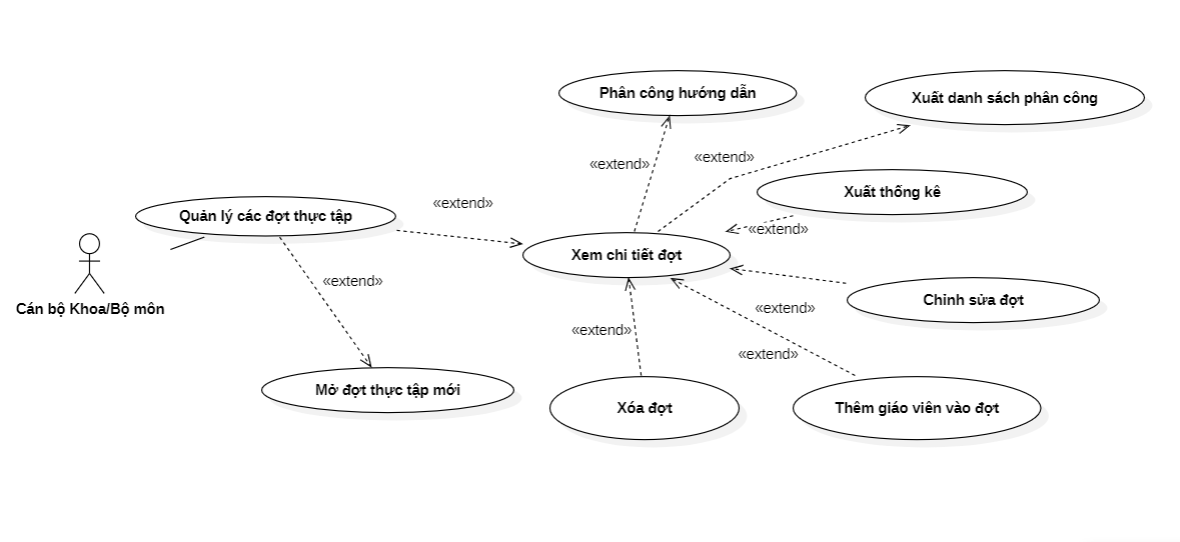 Phân công hướng dẫn
Xuất danh sách phân công
«extend»
«extend»
Xuất thống kê
«extend»
Quản lý các đợt thực tập
«extend»
Xem chi tiết đợt
«extend»
Chỉnh sửa đợt
Cán bộ Khoa/Bộ môn
«extend»
«extend»
«extend»
Mở đợt thực tập mới
Xóa đợt
Thêm giáo viên vào đợt